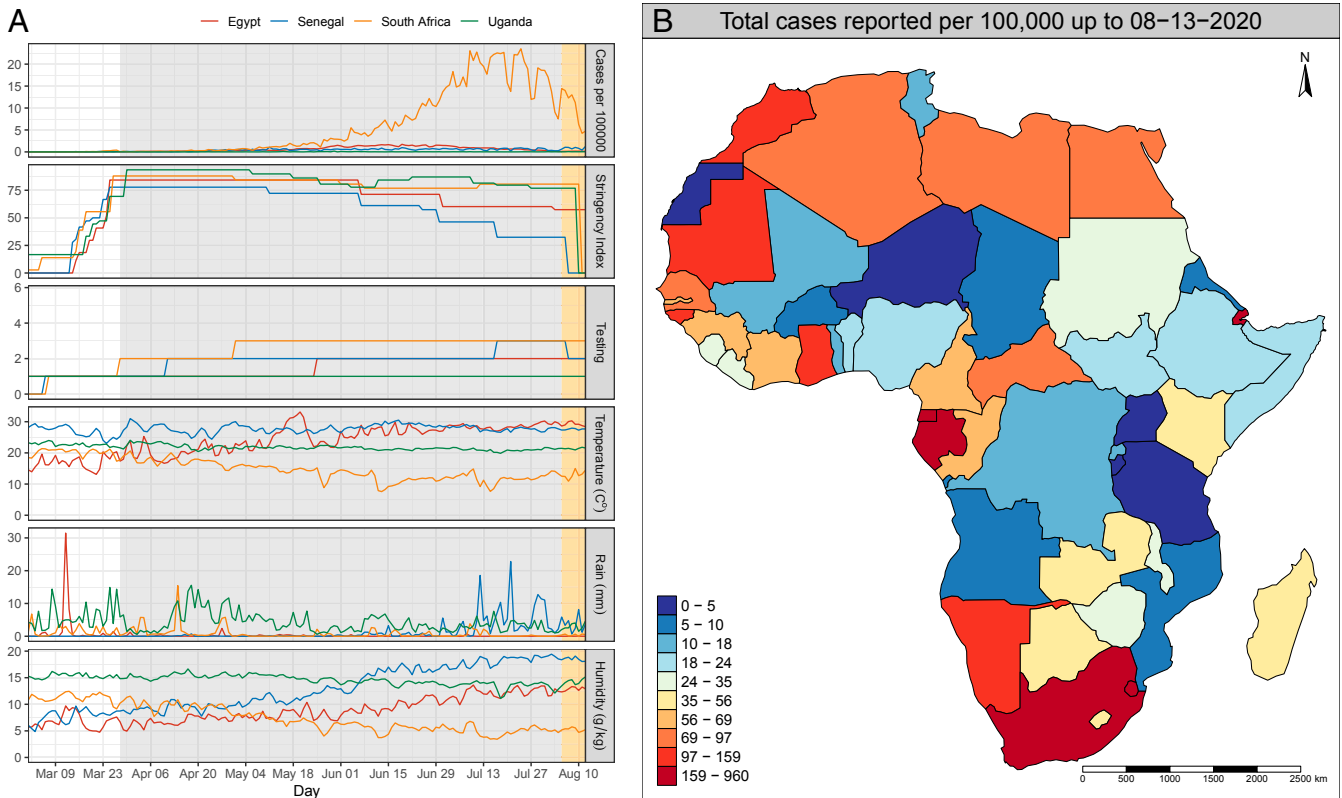 A
Egypt Senegal South Africa Uganda
20
15
10
5
0
Cases per 100000
75
50
25
0
Stringency Index
6
4
2
0
Testing
30
20
10
0
Temperature (C°)
30
20
10
0
Rain (mm)
20
15
10
5
0
Humidity (g/kg)
Mar 09 Mar 23 Apr 06 Apr 20 May 04 May 18 Jun 01 Jun 15 Jun 29 Jul 13 Jul 27 Aug 10
Day
B
Total cases reported per 100,000 up to 08−13−2020
N
0 − 5
5 − 10
10 − 18
18 − 24
24 − 35
35 − 56
56 − 69
69 − 97
97 − 159
159 − 960
0 500 1000 1500 2000 2500 km